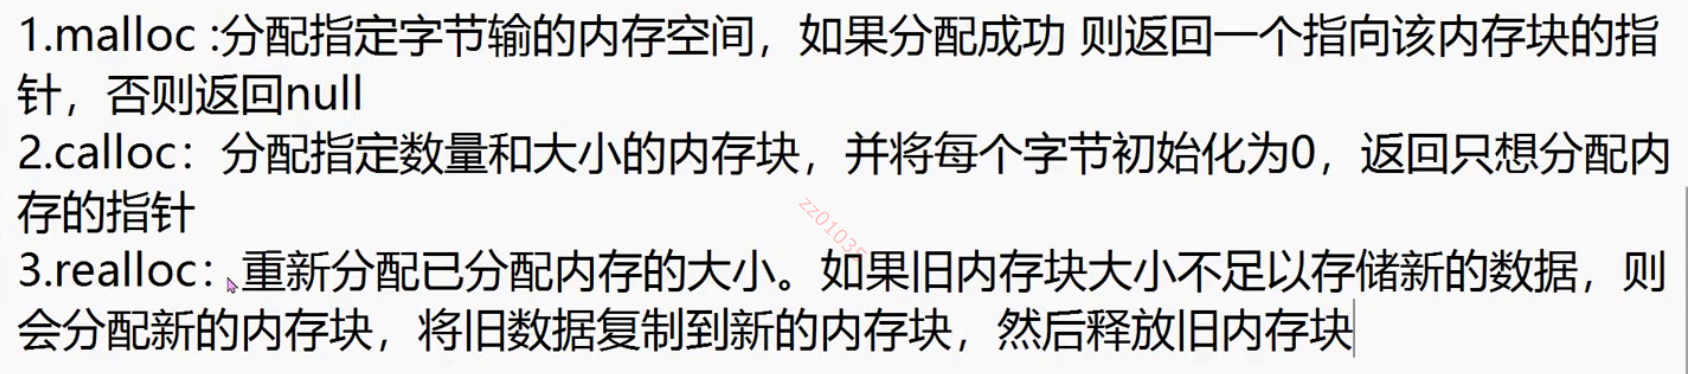 1.malloc :分配指定字节输的内存空间，如果分配成功 则返回一个指向该内存块的指
针，否则返回null
2.calloc：分配指定数量和大小的内存块，并将每个字节初始化为0，返回只想分配内
存的指针
zz01035
3.realloc：重新分配已分配内存的大小。如果旧内存块大小不足以存储新的数据，则
会分配新的内存块，将旧数据复制到新的内存块，然后释放旧内存块